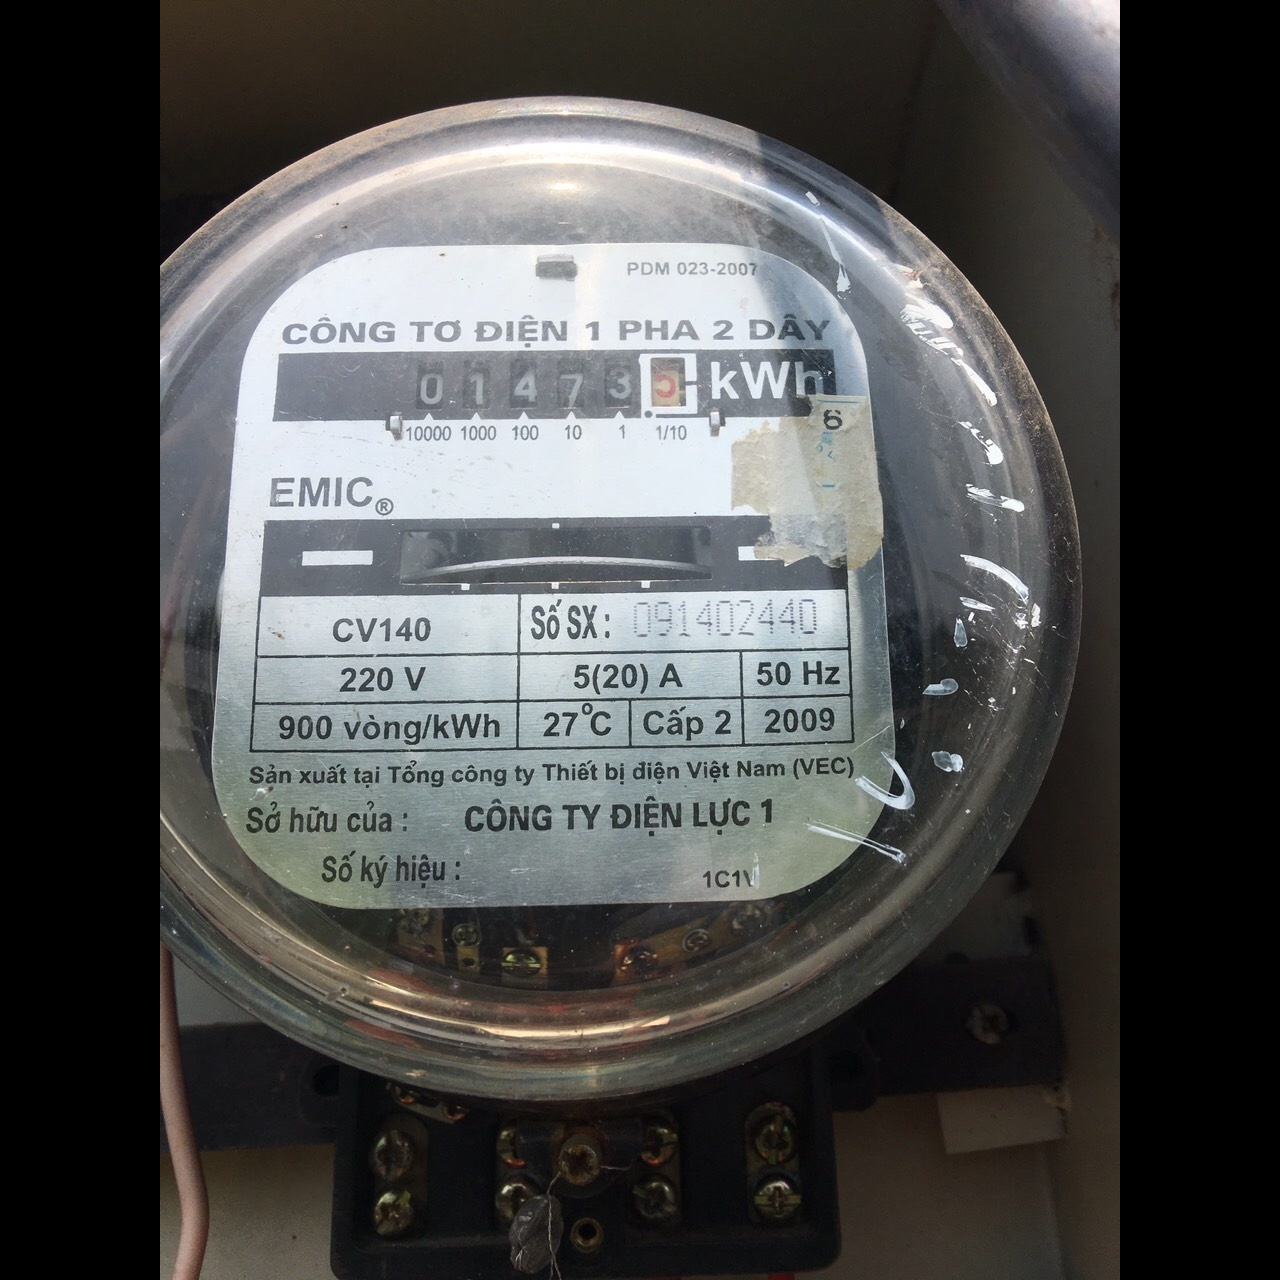 PDM 023-2007
CÔNG TƠ ĐIỆN 1 PHA 2 DÂY
0 1 4 7 3 5 kWh
10000 1000 100 10 1 1/10
6
EMIC®
CV140 Số SX: 091402440
220 V 5(20) A 50 Hz
900 vòng/kWh 27°C Cấp 2 2009
Sản xuất tại Tổng công ty Thiết bị điện Việt Nam (VEC)
Sở hữu của : CÔNG TY ĐIỆN LỰC 1
Số ký hiệu : 1C1V